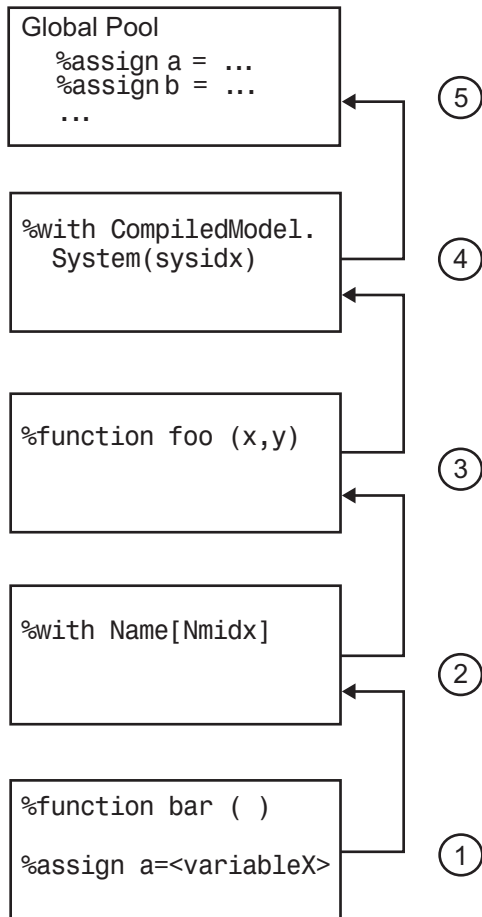 Global Pool
%assign a = ...
%assign b = ...
...
5
%with CompiledModel.
System(sysidx)
4
%function foo (x,y)
3
%with Name[Nmidx]
2
%function bar ( )
%assign a=<variableX>
1